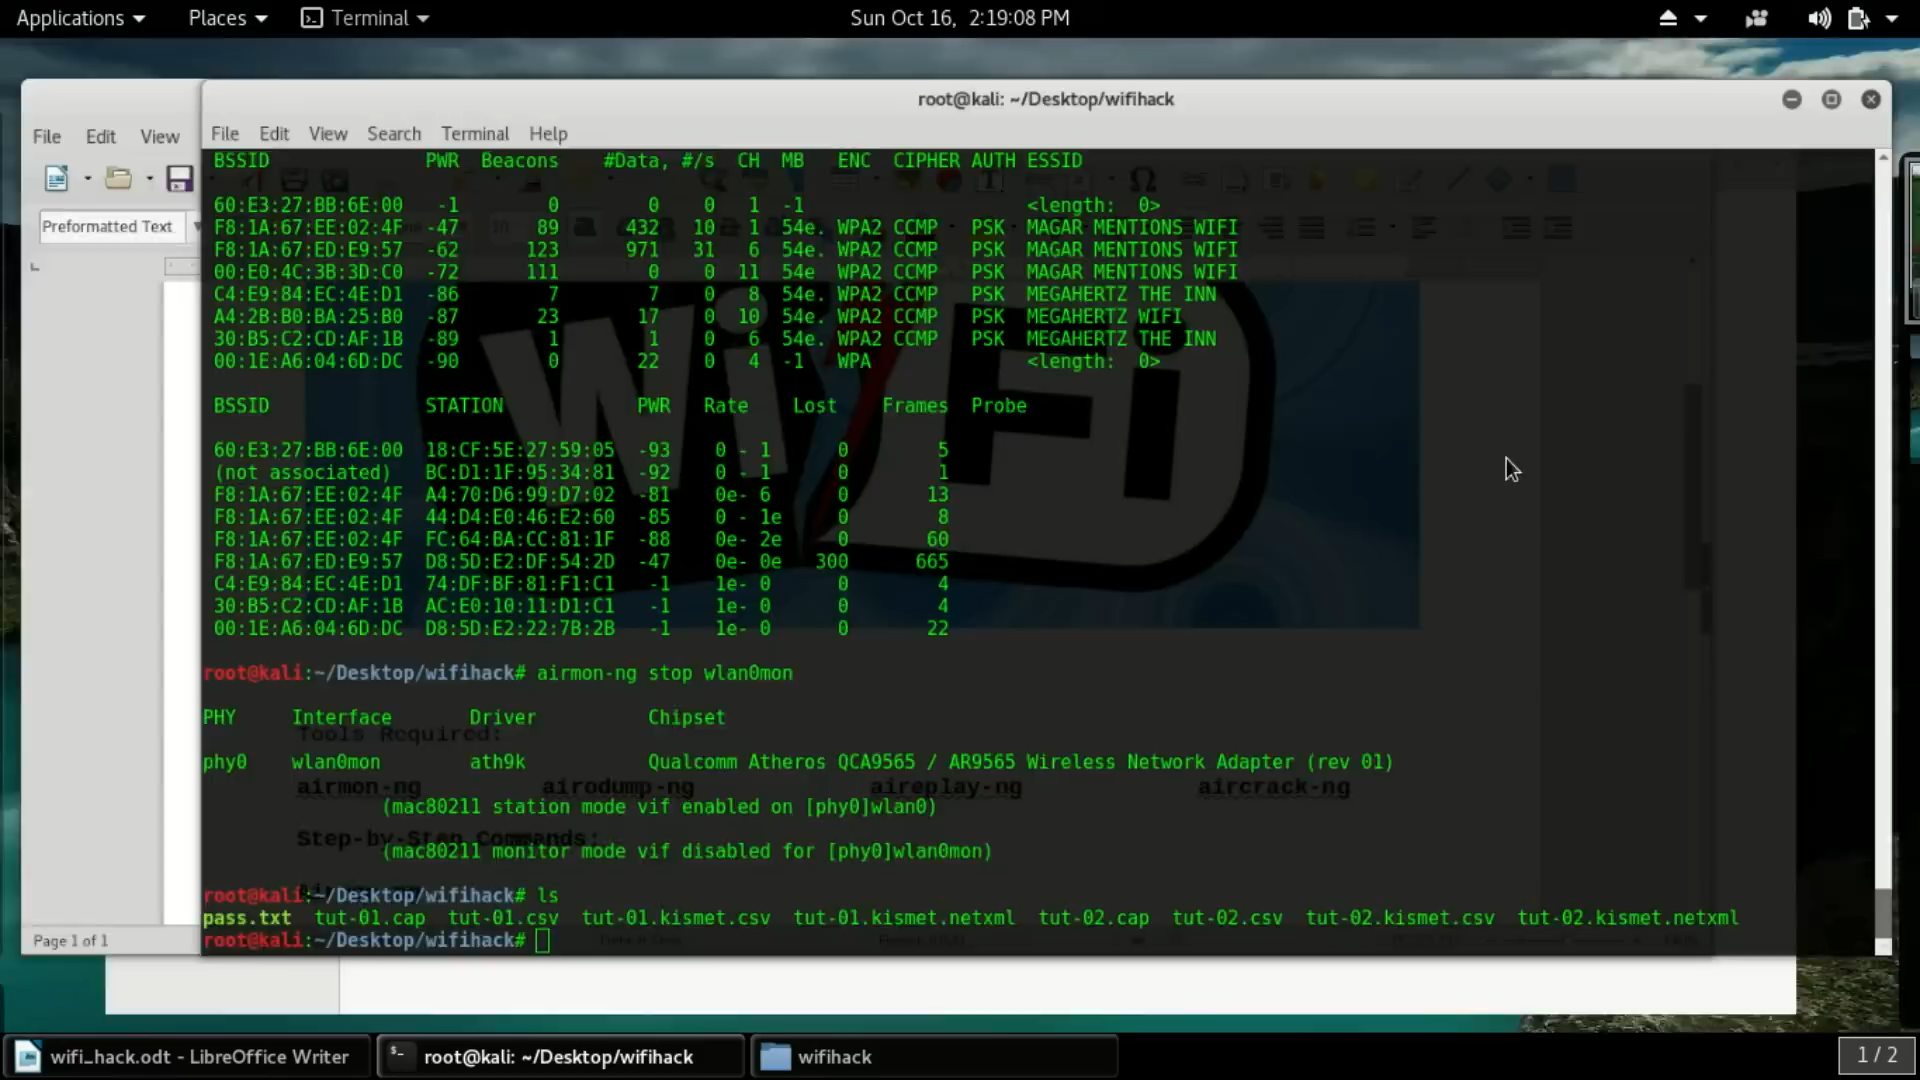 Applications Places Terminal Sun Oct 16, 2:19:08 PM
root@kali: ~/Desktop/wifihack
File Edit View
File Edit View Search Terminal Help
Preformatted Text
BSSID PWR Beacons #Data, #/s CH MB ENC CIPHER AUTH ESSID
60:E3:27:BB:6E:00 -1 0 0 0 1 -1 <length: 0>
F8:1A:67:EE:02:4F -47 89 432 10 1 54e. WPA2 CCMP PSK MAGAR MENTIONS WIFI
F8:1A:67:ED:E9:57 -62 123 971 31 6 54e. WPA2 CCMP PSK MAGAR MENTIONS WIFI
00:E0:4C:3B:3D:C0 -72 111 0 0 11 54e WPA2 CCMP PSK MAGAR MENTIONS WIFI
C4:E9:84:EC:4E:D1 -86 7 7 0 8 54e. WPA2 CCMP PSK MEGAHERTZ THE INN
A4:2B:B0:BA:25:B0 -87 23 17 0 10 54e. WPA2 CCMP PSK MEGAHERTZ WIFI
30:B5:C2:CD:AF:1B -89 1 1 0 6 54e. WPA2 CCMP PSK MEGAHERTZ THE INN
00:1E:A6:04:6D:DC -90 0 22 0 4 -1 WPA <length: 0>
WiFi
BSSID STATION PWR Rate Lost Frames Probe
60:E3:27:BB:6E:00 18:CF:5E:27:59:05 -93 0 - 1 0 5
(not associated) BC:D1:1F:95:34:81 -92 0 - 1 0 1
F8:1A:67:EE:02:4F A4:70:D6:99:D7:02 -81 0e- 6 0 13
F8:1A:67:EE:02:4F 44:D4:E0:46:E2:60 -85 0 - 1e 0 8
F8:1A:67:EE:02:4F FC:64:BA:CC:81:1F -88 0e- 2e 0 60
F8:1A:67:ED:E9:57 D8:5D:E2:DF:54:2D -47 0e- 0e 300 665
C4:E9:84:EC:4E:D1 74:DF:BF:81:F1:C1 -1 1e- 0 0 4
30:B5:C2:CD:AF:1B AC:E0:10:11:D1:C1 -1 1e- 0 0 4
00:1E:A6:04:6D:DC D8:5D:E2:22:7B:2B -1 1e- 0 0 22
root@kali:~/Desktop/wifihack# airmon-ng stop wlan0mon
PHY Interface Driver Chipset
Tools Required:
phy0 wlan0mon ath9k Qualcomm Atheros QCA9565 / AR9565 Wireless Network Adapter (rev 01)
airmon-ng airodump-ng aireplay-ng aircrack-ng
(mac80211 station mode vif enabled on [phy0]wlan0)
Step-by-Step Commands:
(mac80211 monitor mode vif disabled for [phy0]wlan0mon)
root@kali:~/Desktop/wifihack# ls
pass.txt tut-01.cap tut-01.csv tut-01.kismet.csv tut-01.kismet.netxml tut-02.cap tut-02.csv tut-02.kismet.csv tut-02.kismet.netxml
root@kali:~/Desktop/wifihack#
Page 1 of 1
wifi_hack.odt - LibreOffice Writer root@kali: ~/Desktop/wifihack wifihack 1 / 2